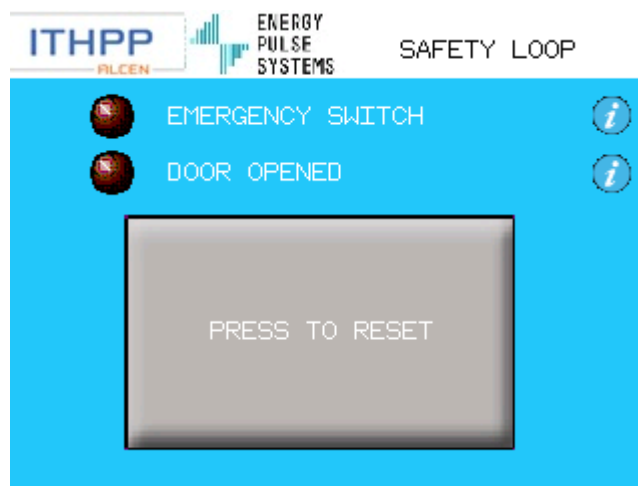 ITHPP
ALCEN
ENERGY
PULSE
SYSTEMS
SAFETY LOOP
EMERGENCY SWITCH
i
DOOR OPENED
i
PRESS TO RESET